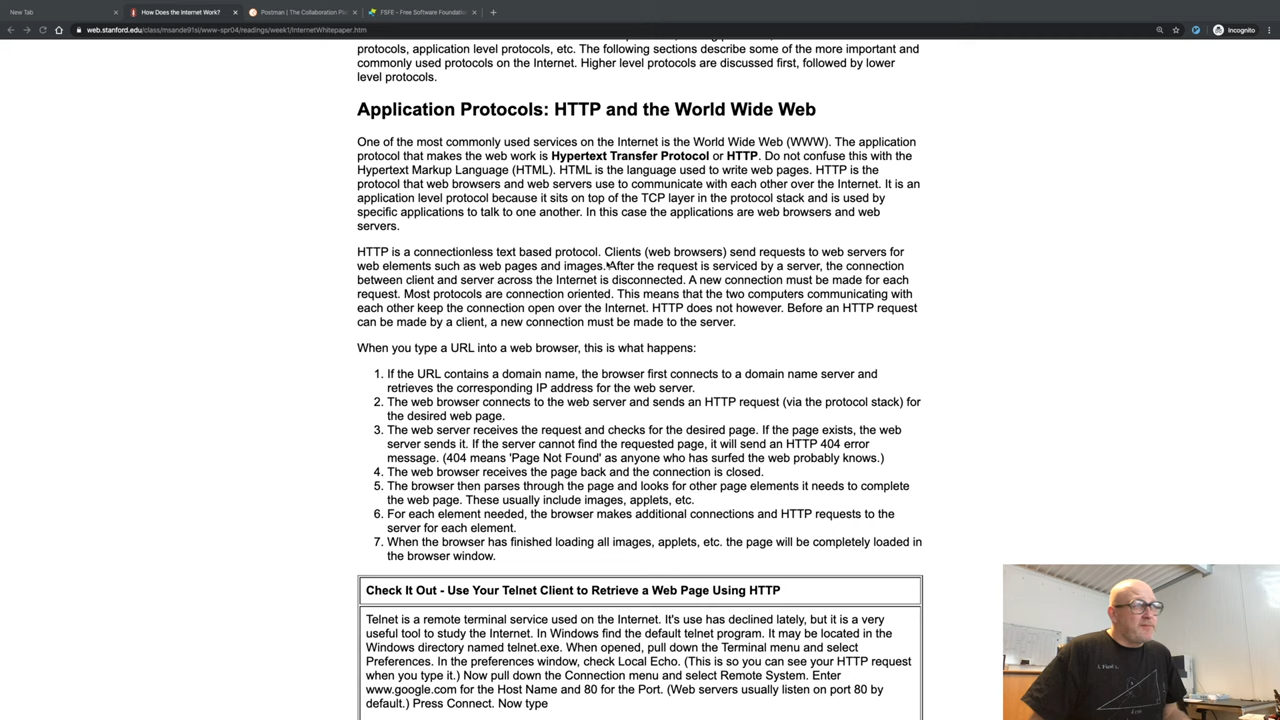 New Tab
How Does the Internet Work?
Postman | The Collaboration Pla
FSFE - Free Software Foundatio
web.stanford.edu/class/msande91si/www-spr04/readings/week1/InternetWhitepaper.htm
Incognito
protocols, application level protocols, etc. The following sections describe some of the more important and
commonly used protocols on the Internet. Higher level protocols are discussed first, followed by lower
level protocols.
Application Protocols: HTTP and the World Wide Web
One of the most commonly used services on the Internet is the World Wide Web (WWW). The application
protocol that makes the web work is Hypertext Transfer Protocol or HTTP. Do not confuse this with the
Hypertext Markup Language (HTML). HTML is the language used to write web pages. HTTP is the
protocol that web browsers and web servers use to communicate with each other over the Internet. It is an
application level protocol because it sits on top of the TCP layer in the protocol stack and is used by
specific applications to talk to one another. In this case the applications are web browsers and web
servers.
HTTP is a connectionless text based protocol. Clients (web browsers) send requests to web servers for
web elements such as web pages and images. After the request is serviced by a server, the connection
between client and server across the Internet is disconnected. A new connection must be made for each
request. Most protocols are connection oriented. This means that the two computers communicating with
each other keep the connection open over the Internet. HTTP does not however. Before an HTTP request
can be made by a client, a new connection must be made to the server.
When you type a URL into a web browser, this is what happens:
1. If the URL contains a domain name, the browser first connects to a domain name server and
retrieves the corresponding IP address for the web server.
2. The web browser connects to the web server and sends an HTTP request (via the protocol stack) for
the desired web page.
3. The web server receives the request and checks for the desired page. If the page exists, the web
server sends it. If the server cannot find the requested page, it will send an HTTP 404 error
message. (404 means 'Page Not Found' as anyone who has surfed the web probably knows.)
4. The web browser receives the page back and the connection is closed.
5. The browser then parses through the page and looks for other page elements it needs to complete
the web page. These usually include images, applets, etc.
6. For each element needed, the browser makes additional connections and HTTP requests to the
server for each element.
7. When the browser has finished loading all images, applets, etc. the page will be completely loaded in
the browser window.
Check It Out - Use Your Telnet Client to Retrieve a Web Page Using HTTP
Telnet is a remote terminal service used on the Internet. It's use has declined lately, but it is a very
useful tool to study the Internet. In Windows find the default telnet program. It may be located in the
Windows directory named telnet.exe. When opened, pull down the Terminal menu and select
Preferences. In the preferences window, check Local Echo. (This is so you can see your HTTP request
when you type it.) Now pull down the Connection menu and select Remote System. Enter
www.google.com for the Host Name and 80 for the Port. (Web servers usually listen on port 80 by
default.) Press Connect. Now type
4 cm